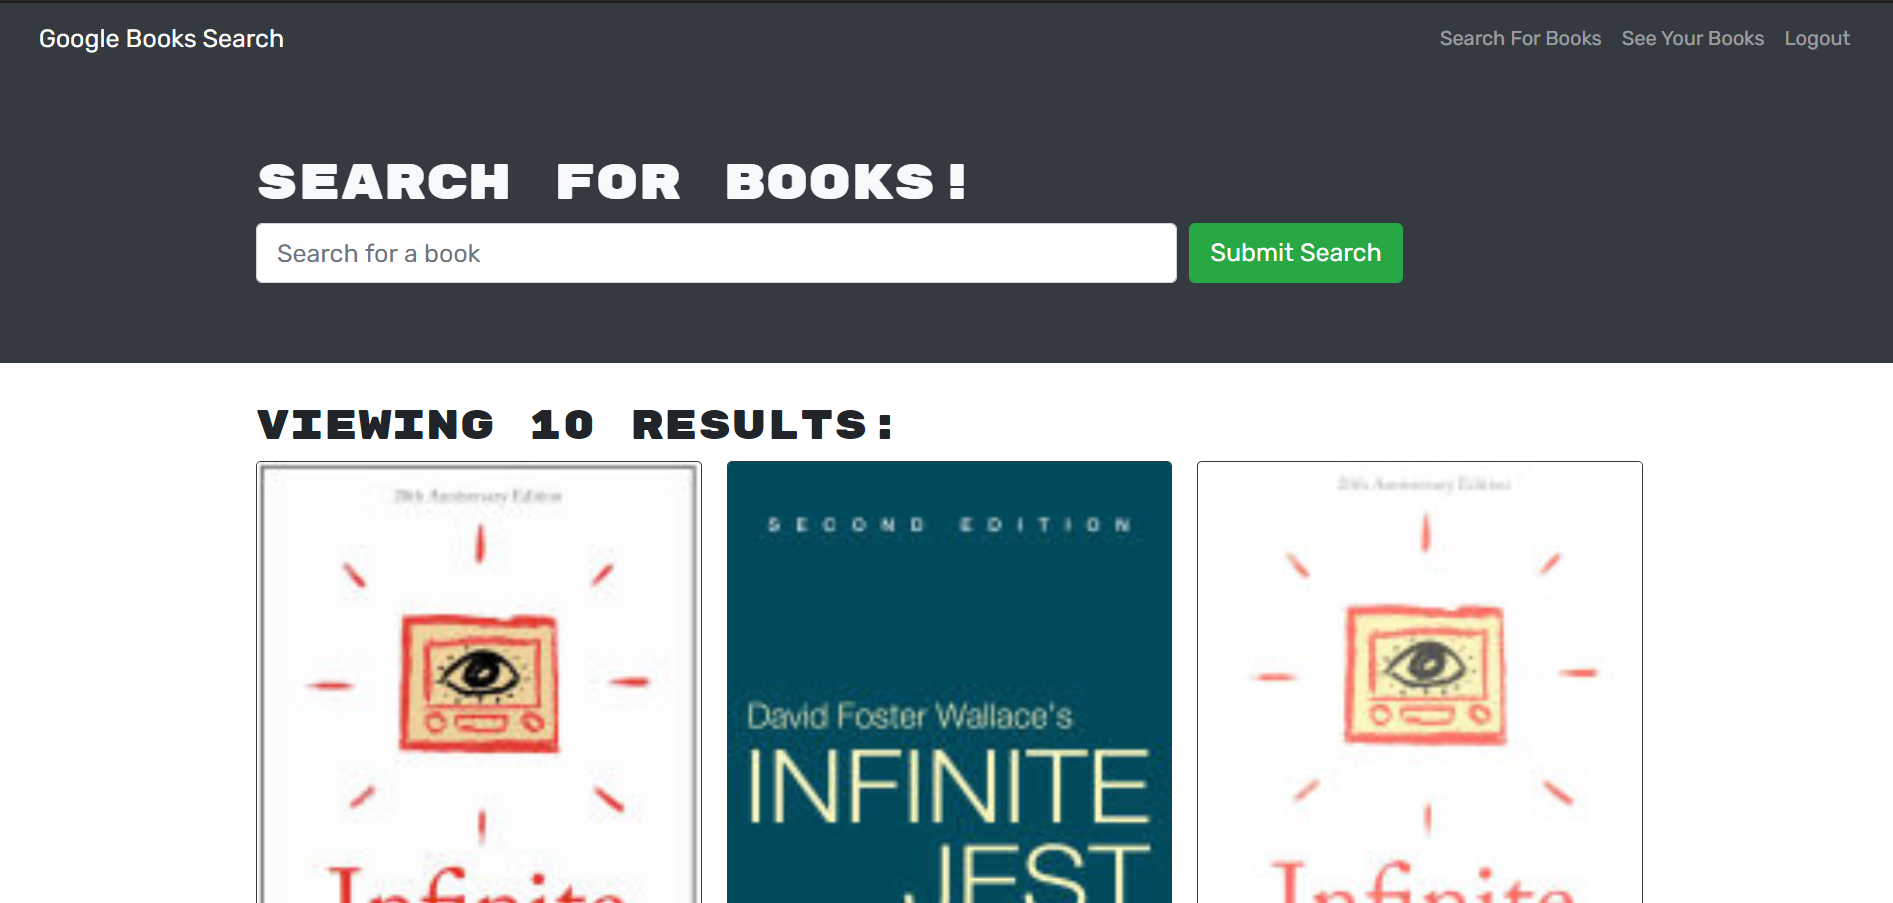 Google Books Search
Search For Books See Your Books Logout
SEARCH FOR BOOKS!
Search for a book
Submit Search
VIEWING 10 RESULTS:
20th Anniversary Edition
Infinite
SECOND EDITION
David Foster Wallace's
INFINITE
JEST
20th Anniversary Edition
Infinite